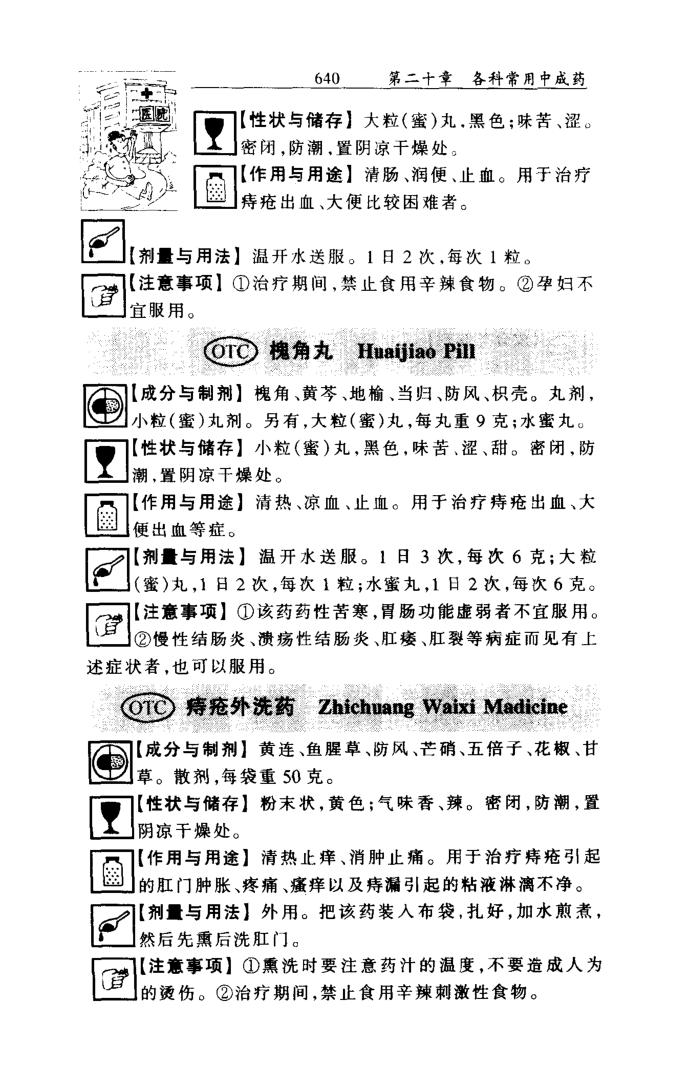 640 第二十章 各科常用中成药
医院
【性状与储存】大粒(蜜)丸,黑色;味苦、涩。
密闭,防潮,置阴凉干燥处。
【作用与用途】清肠、润便、止血。用于治疗
痔疮出血、大便比较困难者。
【剂量与用法】温开水送服。1日2次,每次1粒。
【注意事项】①治疗期间,禁止食用辛辣食物。②孕妇不
宜服用。
OTC 槐角丸 Huaijiao Pill
【成分与制剂】槐角、黄芩、地榆、当归、防风、枳壳。丸剂,
小粒(蜜)丸剂。另有,大粒(蜜)丸,每丸重9克;水蜜丸。
【性状与储存】小粒(蜜)丸,黑色,味苦、涩、甜。密闭,防
潮,置阴凉干燥处。
【作用与用途】清热、凉血、止血。用于治疗痔疮出血、大
便出血等症。
【剂量与用法】温开水送服。1日3次,每次6克;大粒
(蜜)丸,1日2次,每次1粒;水蜜丸,1日2次,每次6克。
【注意事项】①该药药性苦寒,胃肠功能虚弱者不宜服用。
②慢性结肠炎、溃疡性结肠炎、肛瘘、肛裂等病症而见有上
述症状者,也可以服用。
OTC 痔疮外洗药 Zhichuang Waixi Madicine
【成分与制剂】黄连、鱼腥草、防风、芒硝、五倍子、花椒、甘
草。散剂,每袋重50克。
【性状与储存】粉末状,黄色;气味香、辣。密闭,防潮,置
阴凉干燥处。
【作用与用途】清热止痒、消肿止痛。用于治疗痔疮引起
的肛门肿胀、疼痛、瘙痒以及痔漏引起的粘液淋漓不净。
【剂量与用法】外用。把该药装入布袋,扎好,加水煎煮,
然后先熏后洗肛门。
【注意事项】①熏洗时要注意药汁的温度,不要造成人为
的烫伤。②治疗期间,禁止食用辛辣刺激性食物。